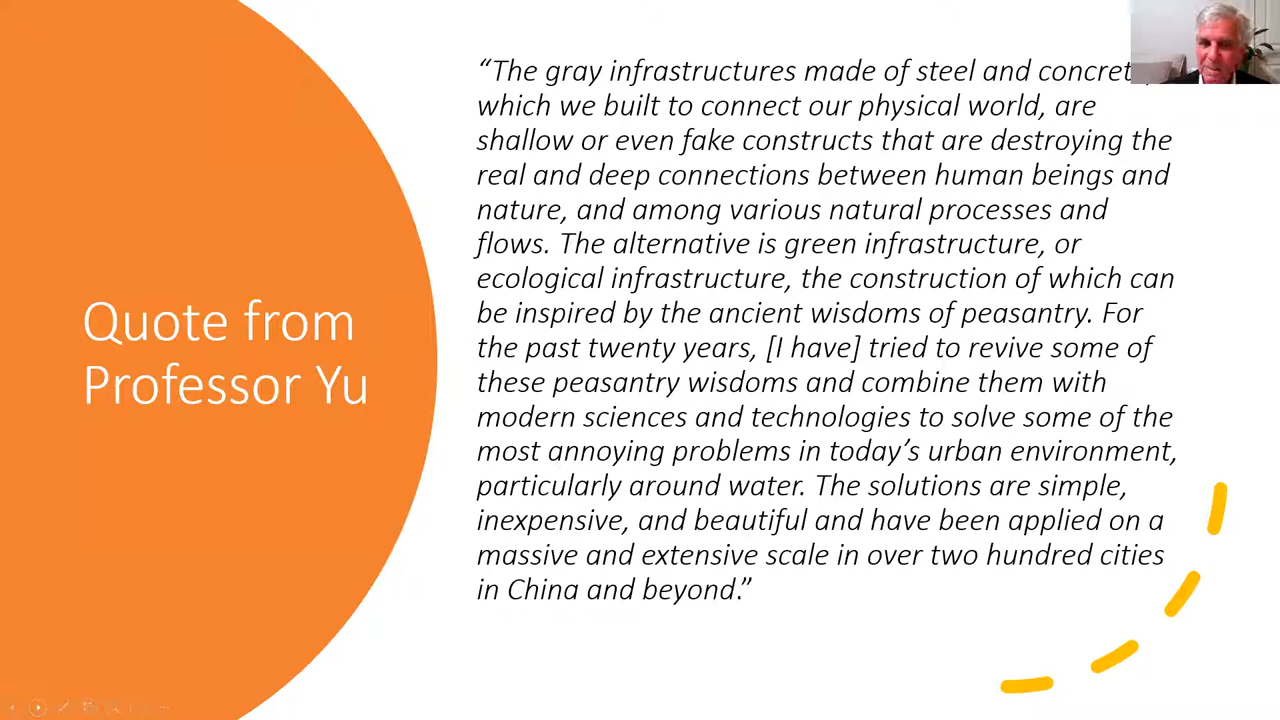 Quote from
Professor Yu
“The gray infrastructures made of steel and concret
which we built to connect our physical world, are
shallow or even fake constructs that are destroying the
real and deep connections between human beings and
nature, and among various natural processes and
flows. The alternative is green infrastructure, or
ecological infrastructure, the construction of which can
be inspired by the ancient wisdoms of peasantry. For
the past twenty years, [I have] tried to revive some of
these peasantry wisdoms and combine them with
modern sciences and technologies to solve some of the
most annoying problems in today’s urban environment,
particularly around water. The solutions are simple,
inexpensive, and beautiful and have been applied on a
massive and extensive scale in over two hundred cities
in China and beyond.”